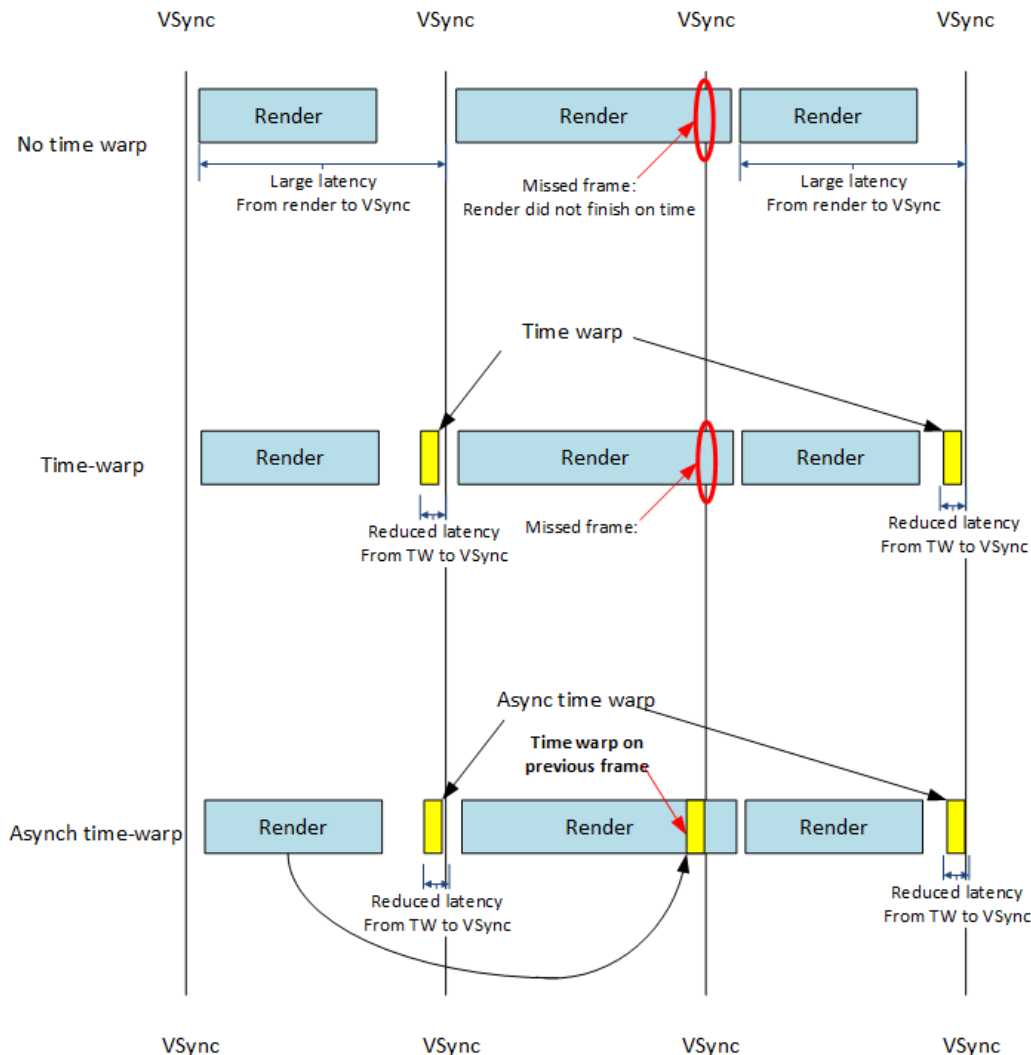 VSync
VSync
VSync
VSync
No time warp
Render
Render
Render
Large latency
From render to VSync
Missed frame:
Render did not finish on time
Large latency
From render to VSync
Time warp
Time-warp
Render
Render
Render
Reduced latency
From TW to VSync
Missed frame:
Reduced latency
From TW to VSync
Async time warp
Time warp on
previous frame
Asynch time-warp
Render
Render
Render
Reduced latency
From TW to VSync
Reduced latency
From TW to VSync
VSync
VSync
VSync
VSync